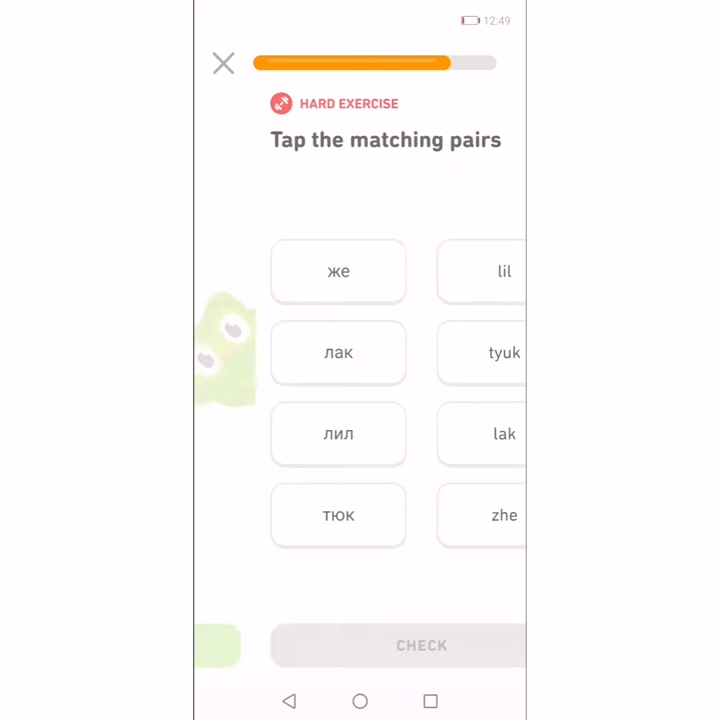 12:49
HARD EXERCISE
Tap the matching pairs
же lil
лак tyuk
лил lak
тюк zhe
CHECK